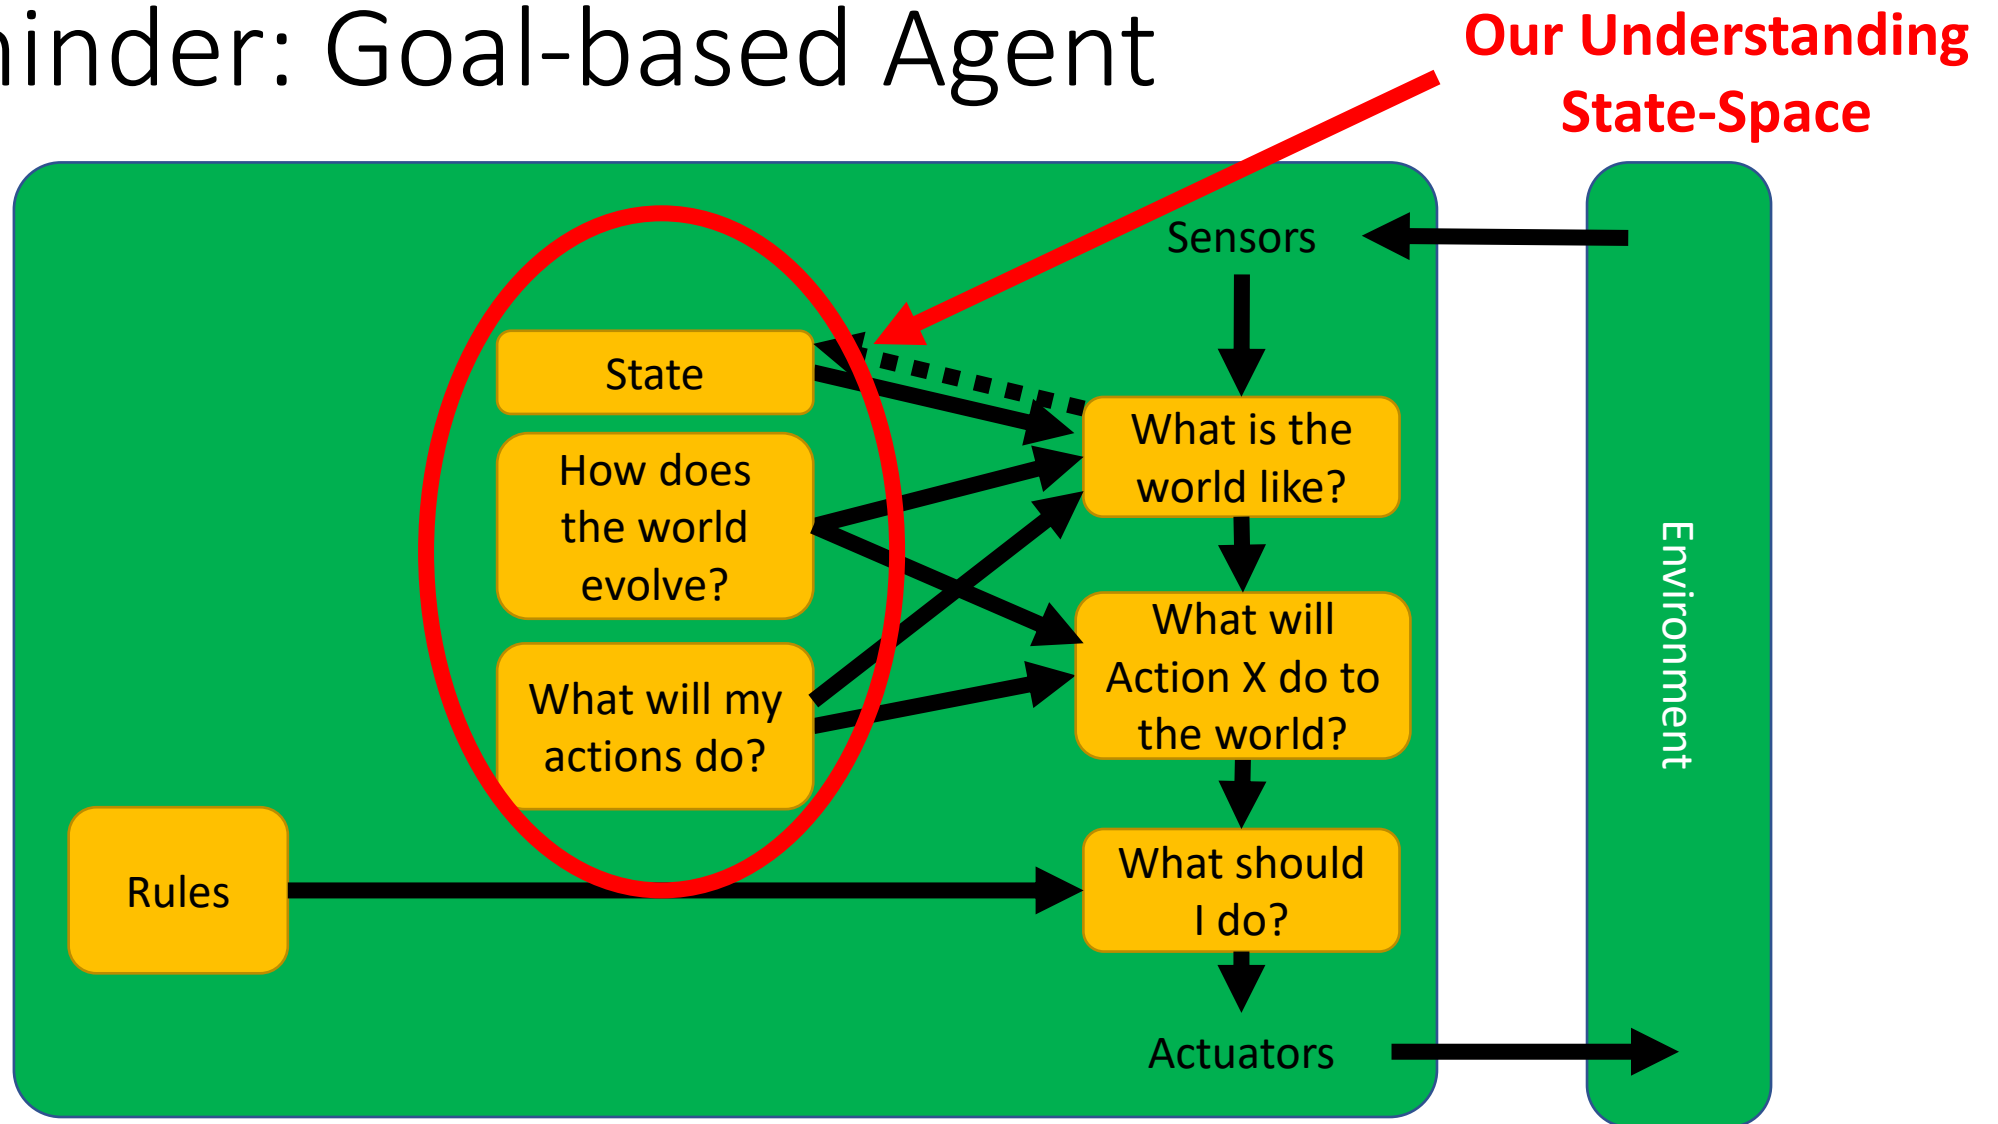 inder: Goal-based Agent
Our Understanding
State-Space
Sensors
State
What is the
world like?
How does
the world
evolve?
What will
Action X do to
the world?
What will my
actions do?
Environment
Rules
What should
I do?
Actuators